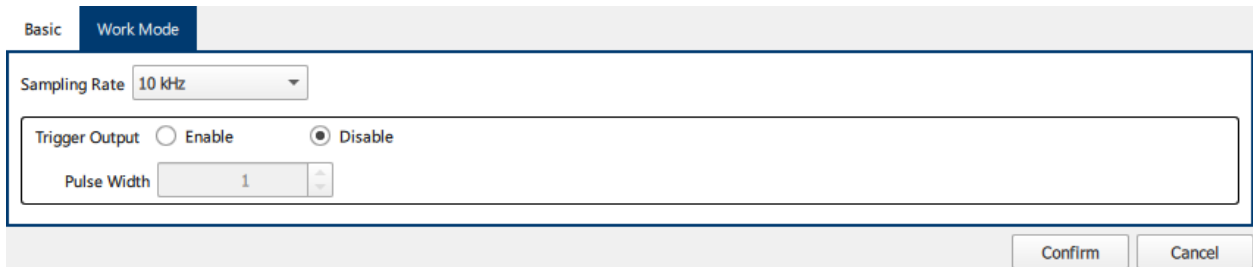 Basic Work Mode
Sampling Rate 10 kHz
Trigger Output Enable Disable
Pulse Width 1
Confirm Cancel